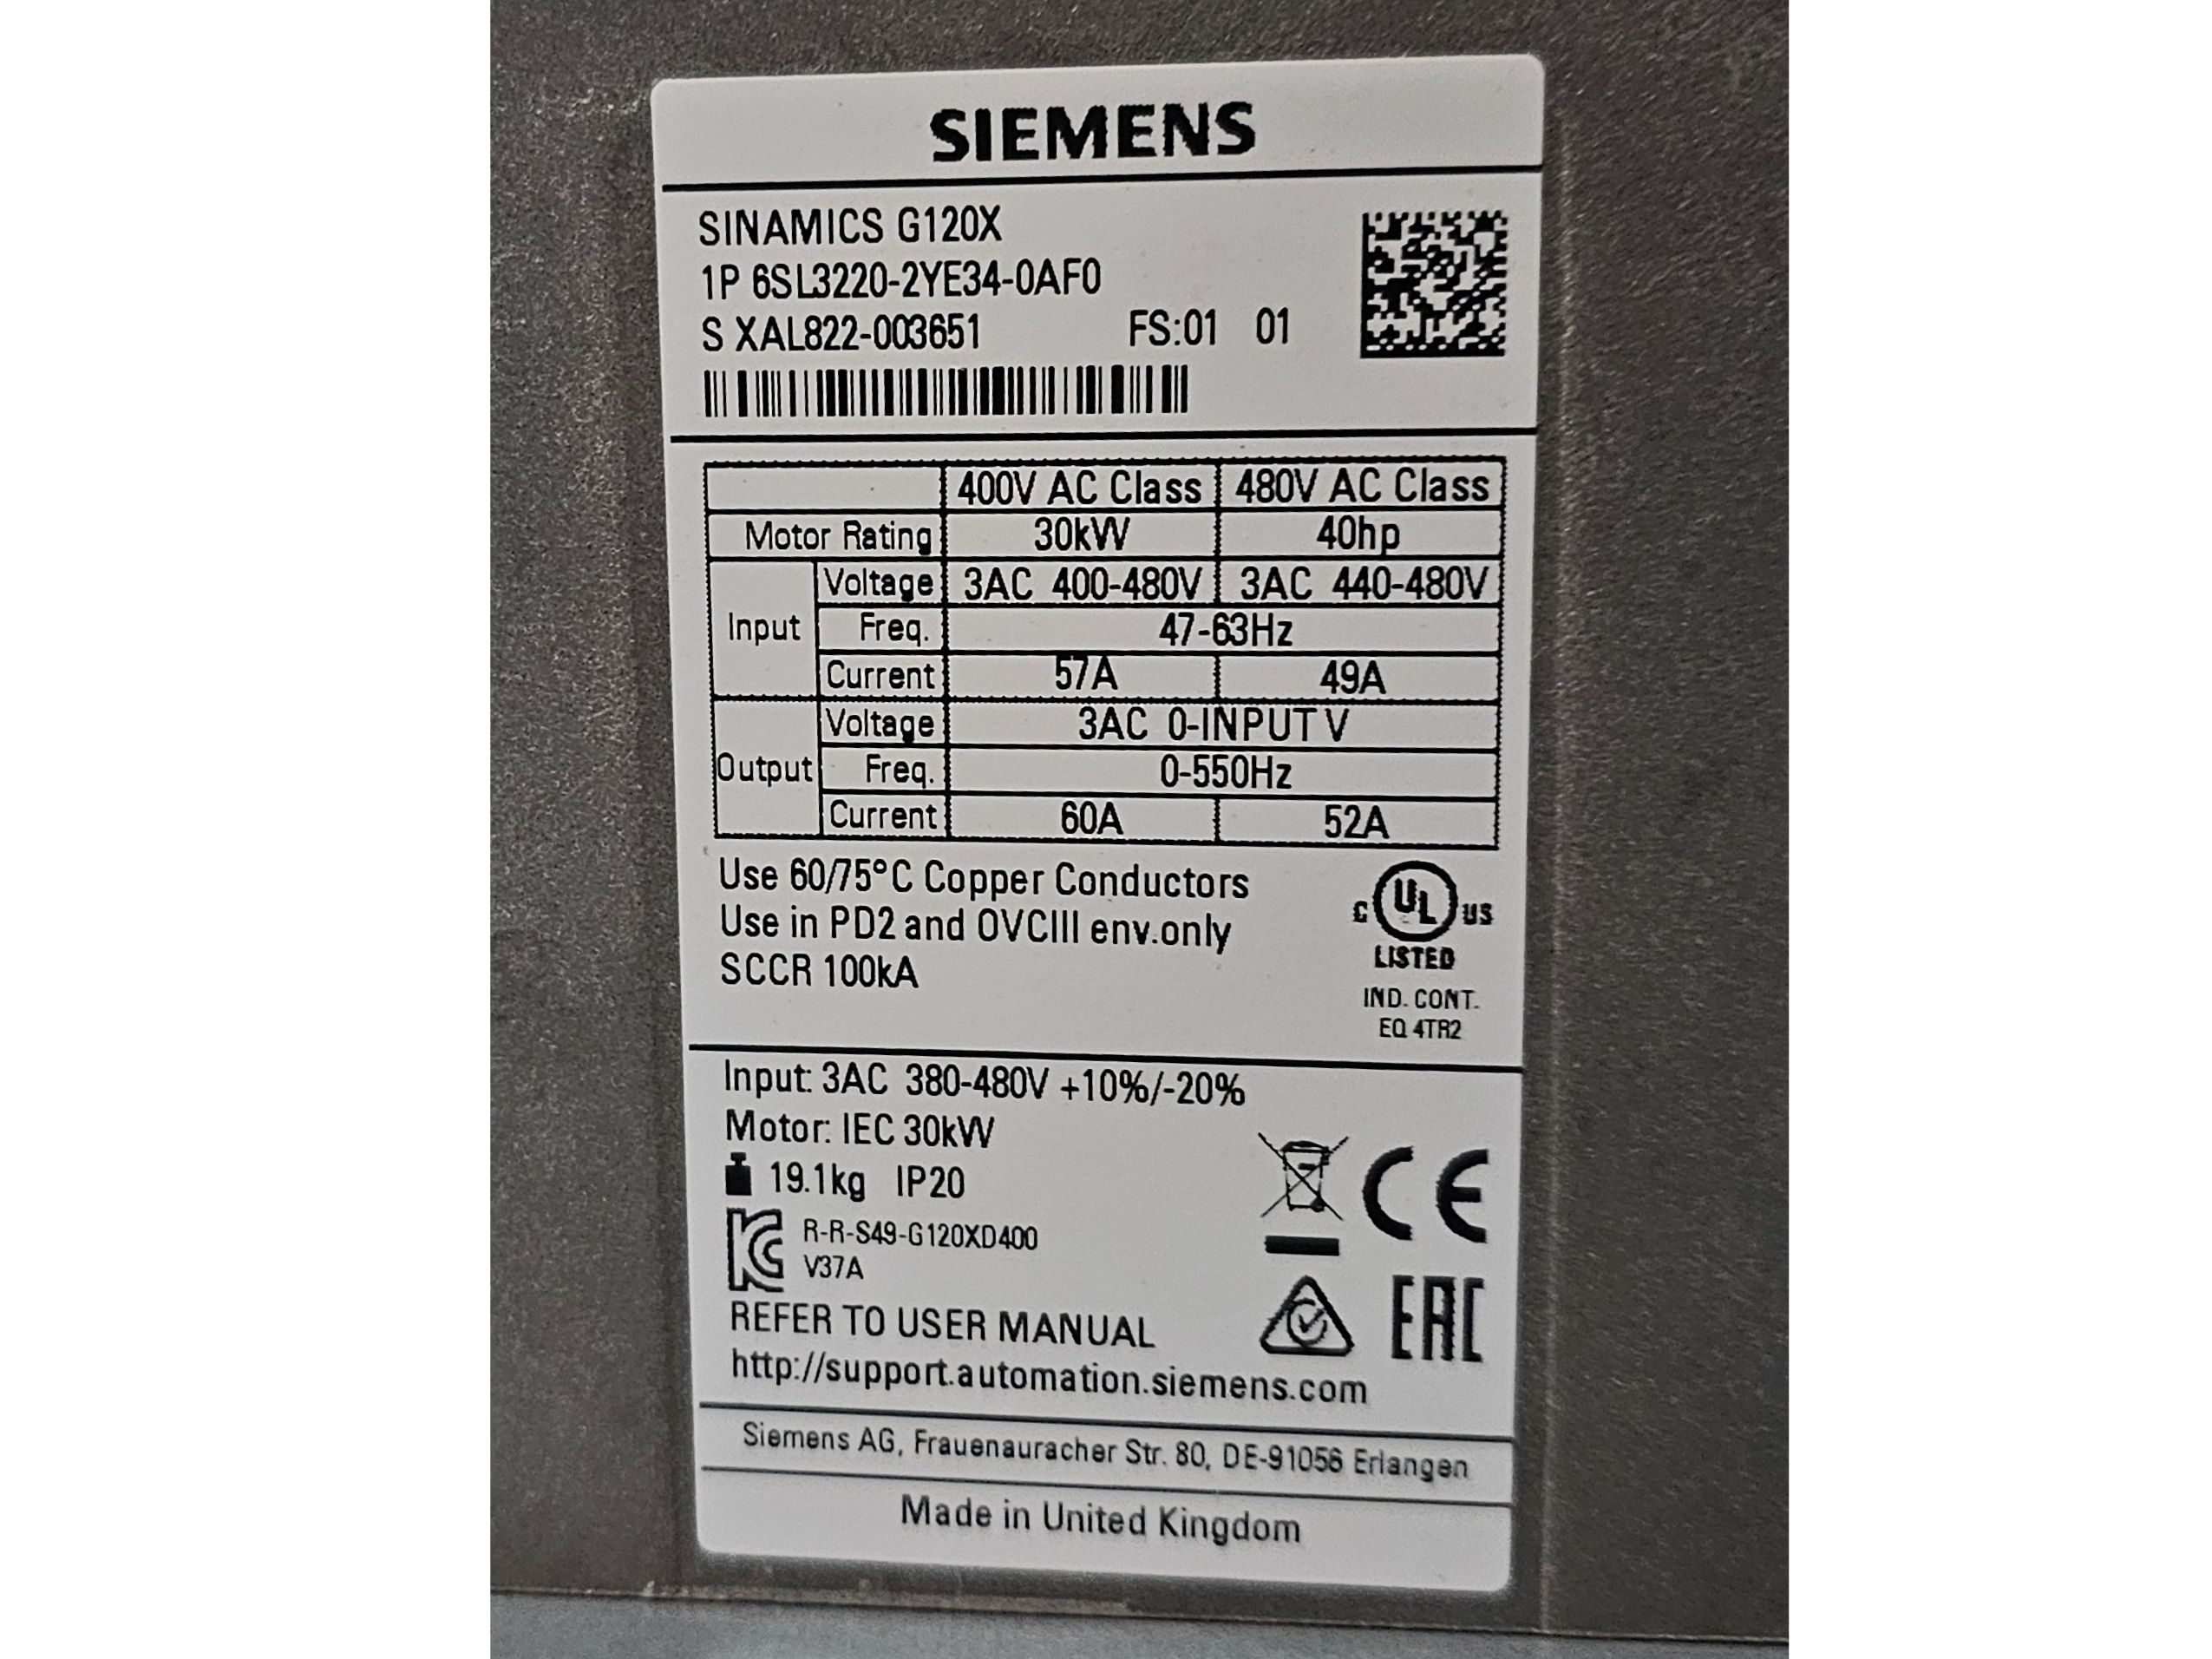 SIEMENS
SINAMICS G120X
1P 6SL3220-2YE34-0AF0
S XAL822-003651 FS:01 01
400V AC Class 480V AC Class
Motor Rating 30kW 40hp
Input Voltage 3AC 400-480V 3AC 440-480V
Freq. 47-63Hz
Current 57A 49A
Output Voltage 3AC 0-INPUT V
Freq. 0-550Hz
Current 60A 52A
Use 60/75°C Copper Conductors
Use in PD2 and OVCIII env.only
SCCR 100kA
C UL US
LISTED
IND. CONT.
EQ 4TR2
Input: 3AC 380-480V +10%/-20%
Motor: IEC 30kW
19.1kg IP20
CE
KC R-R-S49-G120XD400
V37A
EAC
REFER TO USER MANUAL
http://support.automation.siemens.com
Siemens AG, Frauenauracher Str. 80, DE-91056 Erlangen
Made in United Kingdom